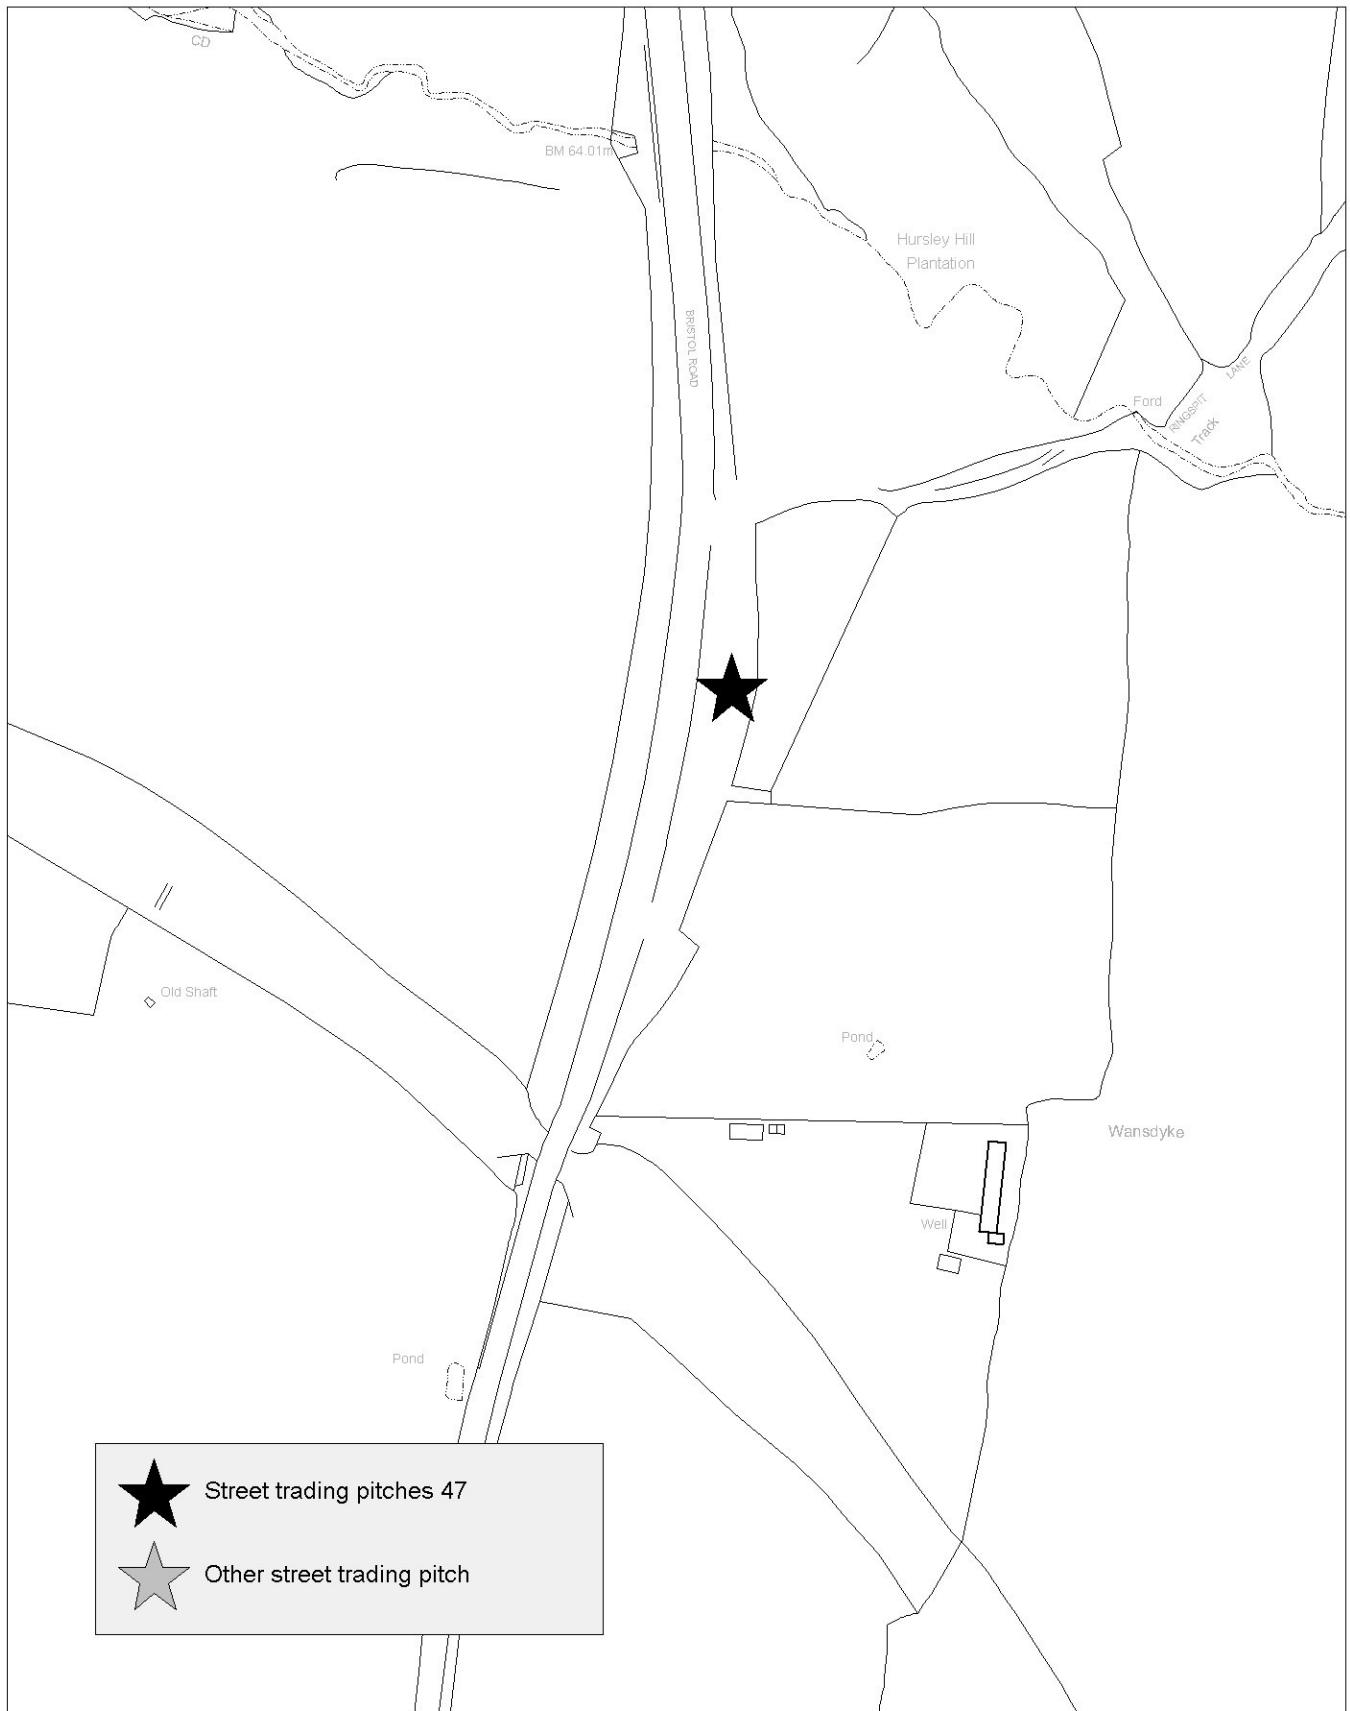 CD
BM 64.01m
Hursley Hill
Plantation
BRISTOL ROAD
LANE
Ford
RINGSPIT
Track
Old Shaft
Pond
Wansdyke
Well
Pond
Street trading pitches 47
Other street trading pitch